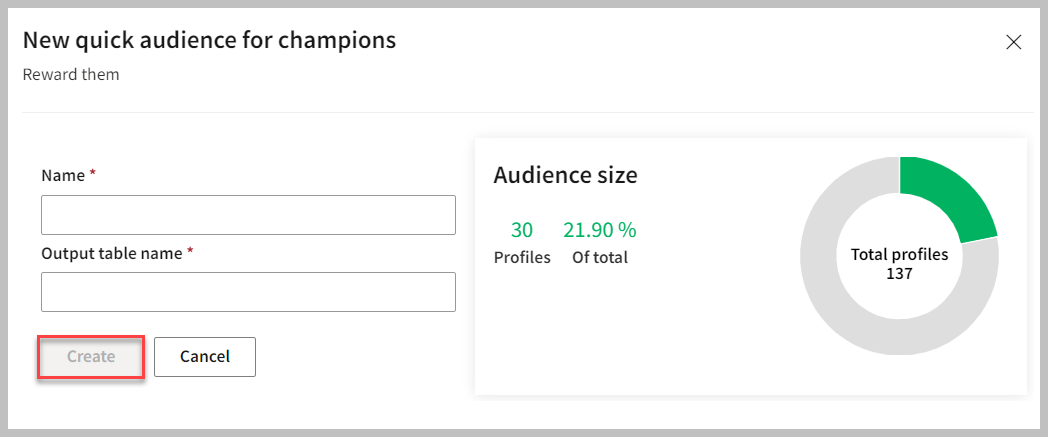 New quick audience for champions
Reward them
Name *
Output table name *
Create
Cancel
Audience size
30
21.90 %
Profiles
Of total
Total profiles
137